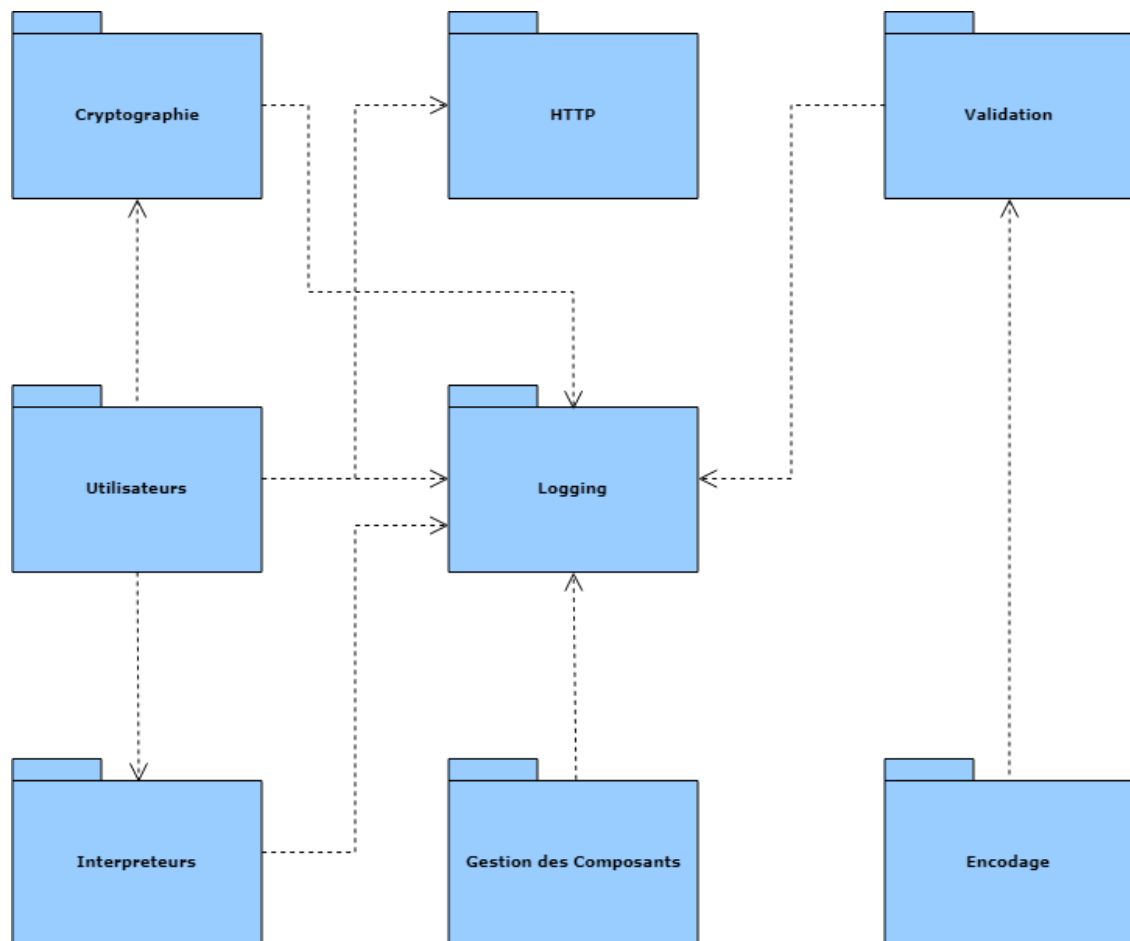 Cryptographie
HTTP
Validation
Utilisateurs
Logging
Interpreteurs
Gestion des Composants
Encodage